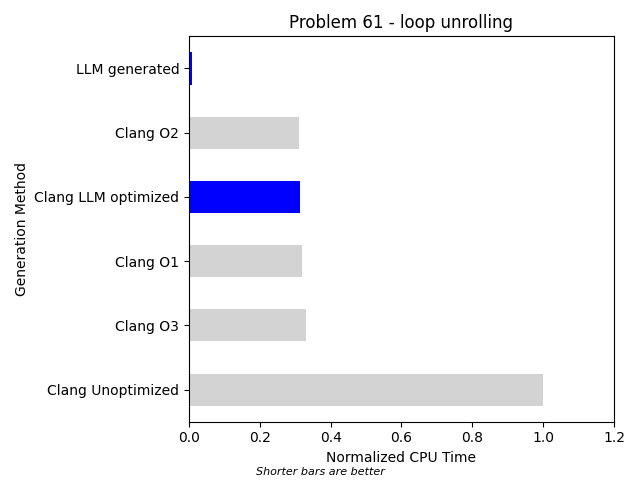 Problem 61 - loop unrolling
LLM generated
Clang O2
Clang LLM optimized
Clang O1
Clang O3
Clang Unoptimized
Generation Method
0.0 0.2 0.4 0.6 0.8 1.0 1.2
Normalized CPU Time
Shorter bars are better